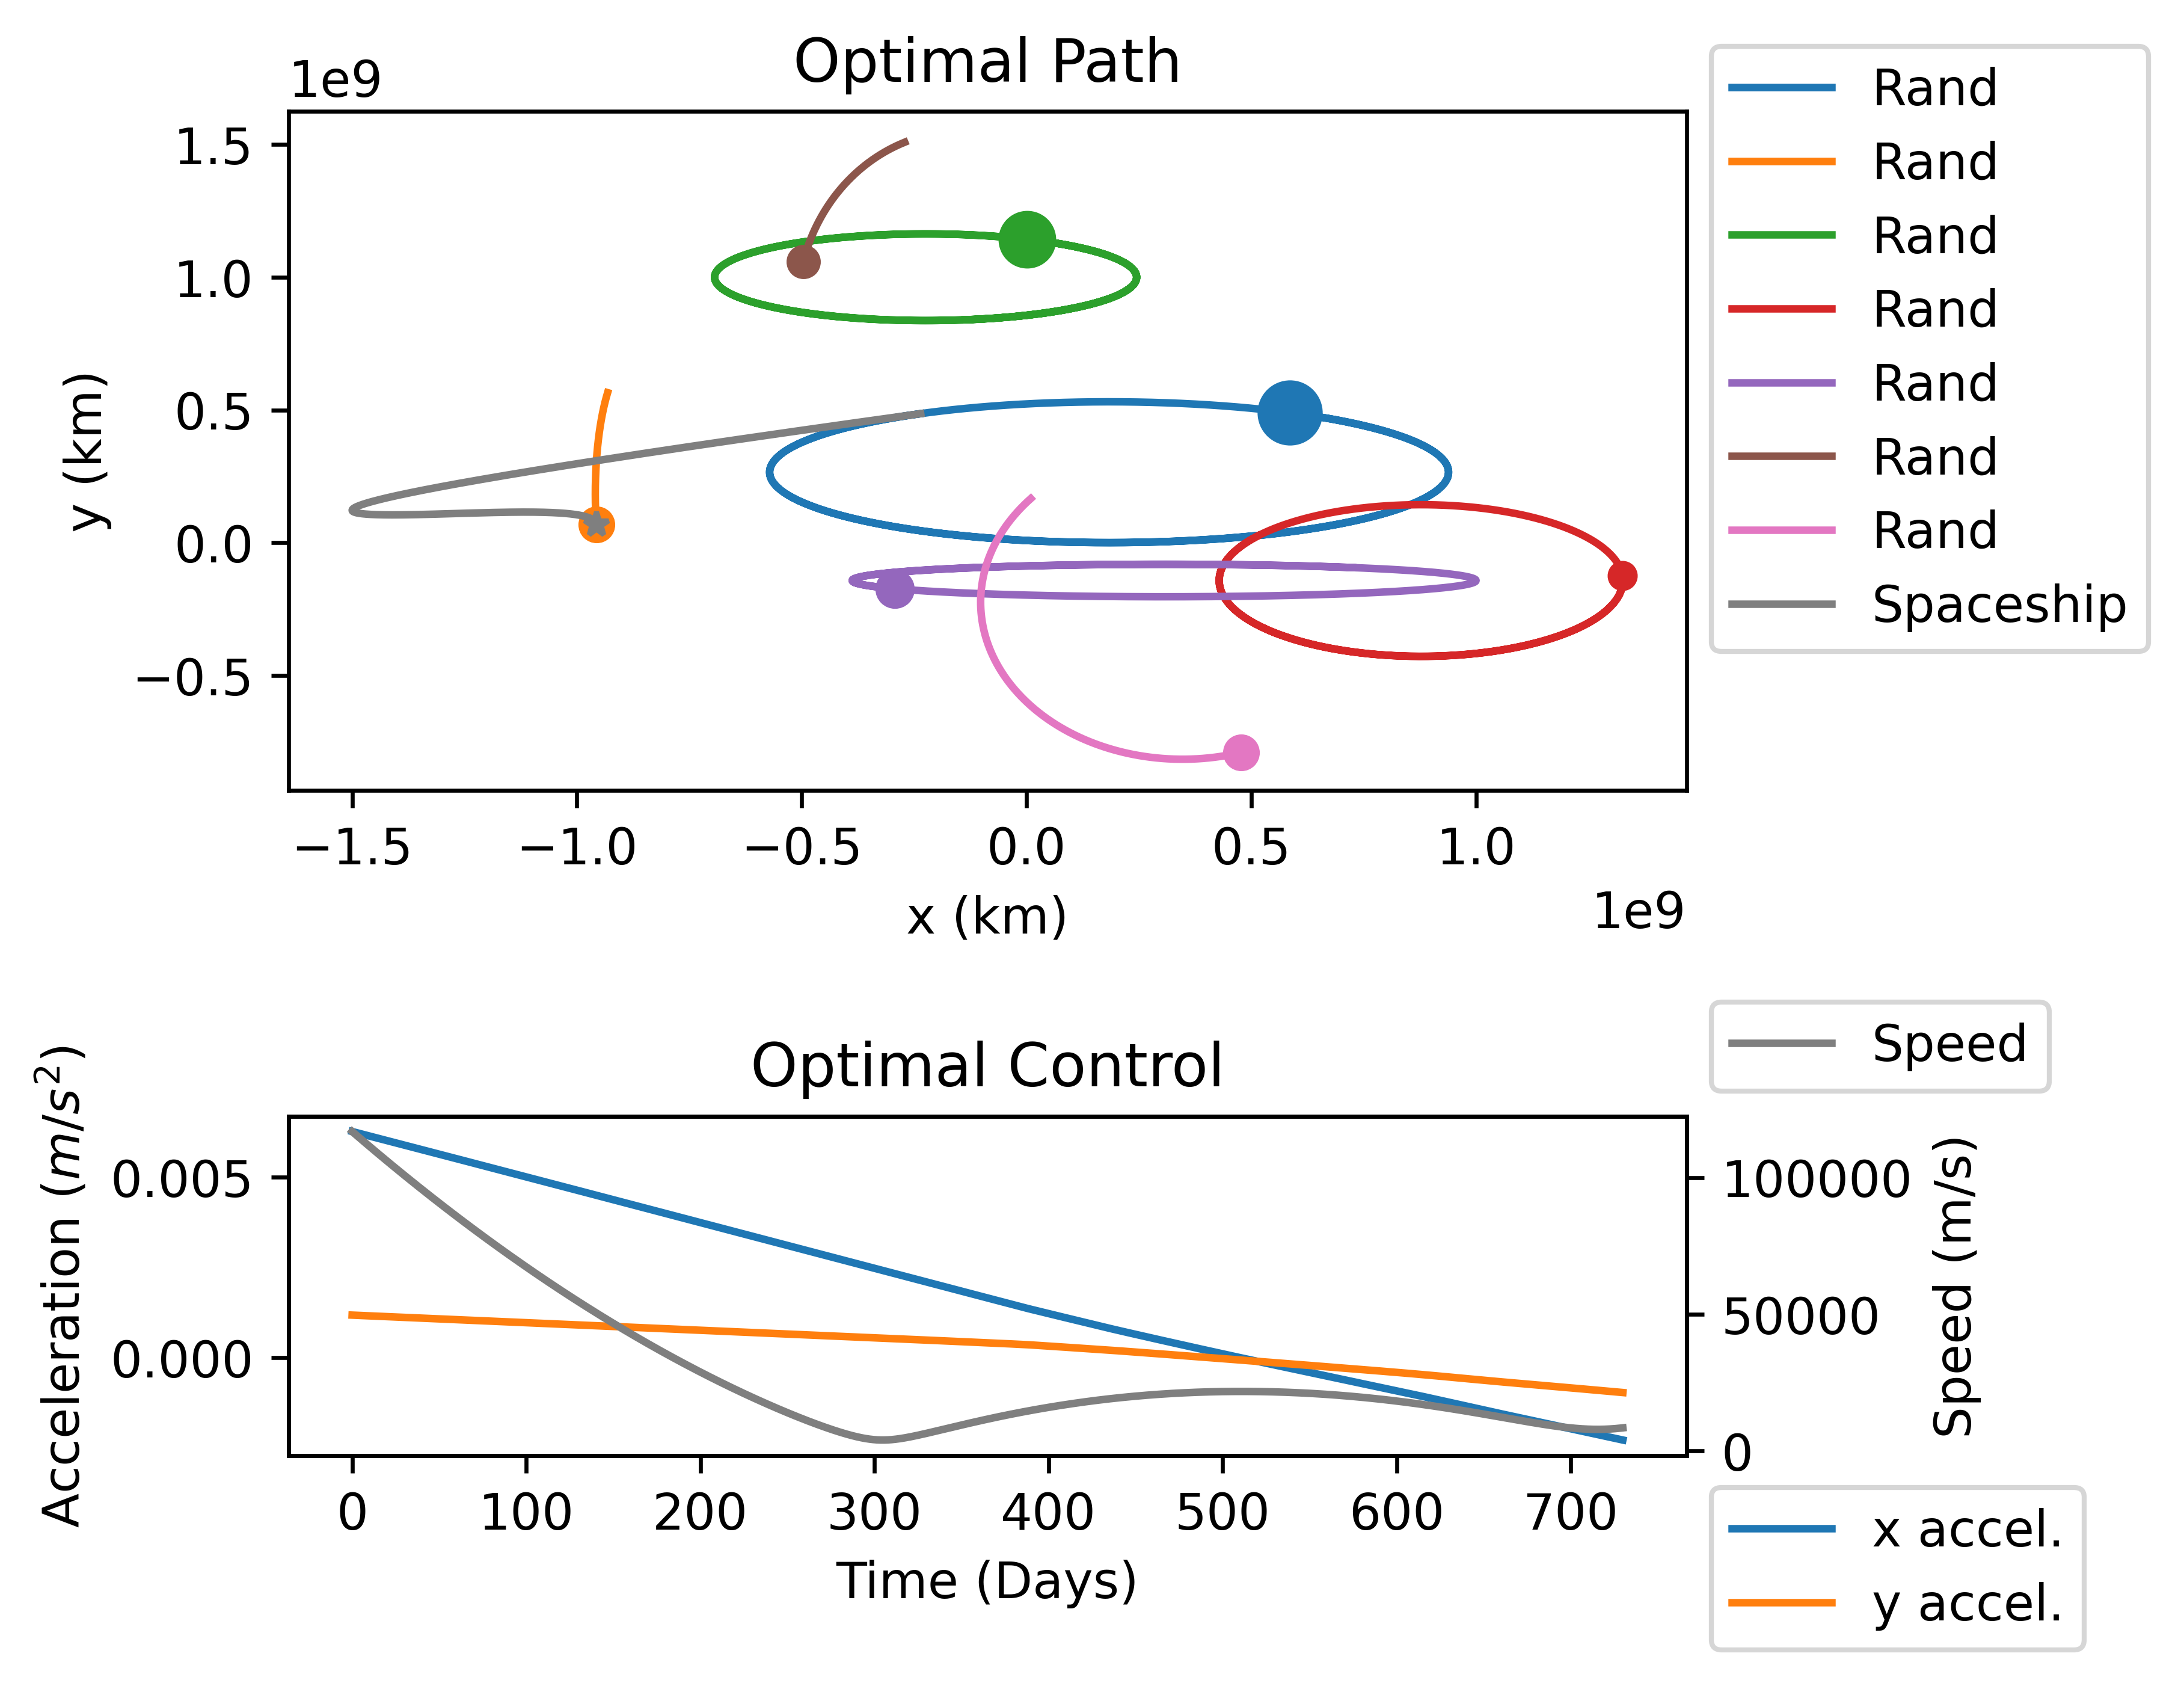 Optimal Path
1e9
1.5
1.0
0.5
0.0
−0.5
y (km)
−1.5
−1.0
−0.5
0.0
0.5
1.0
x (km)
1e9
Rand
Rand
Rand
Rand
Rand
Rand
Rand
Spaceship
Optimal Control
Speed
Acceleration (m/s²)
0.005
0.000
100000
50000
0
Speed (m/s)
0
100
200
300
400
500
600
700
Time (Days)
x accel.
y accel.